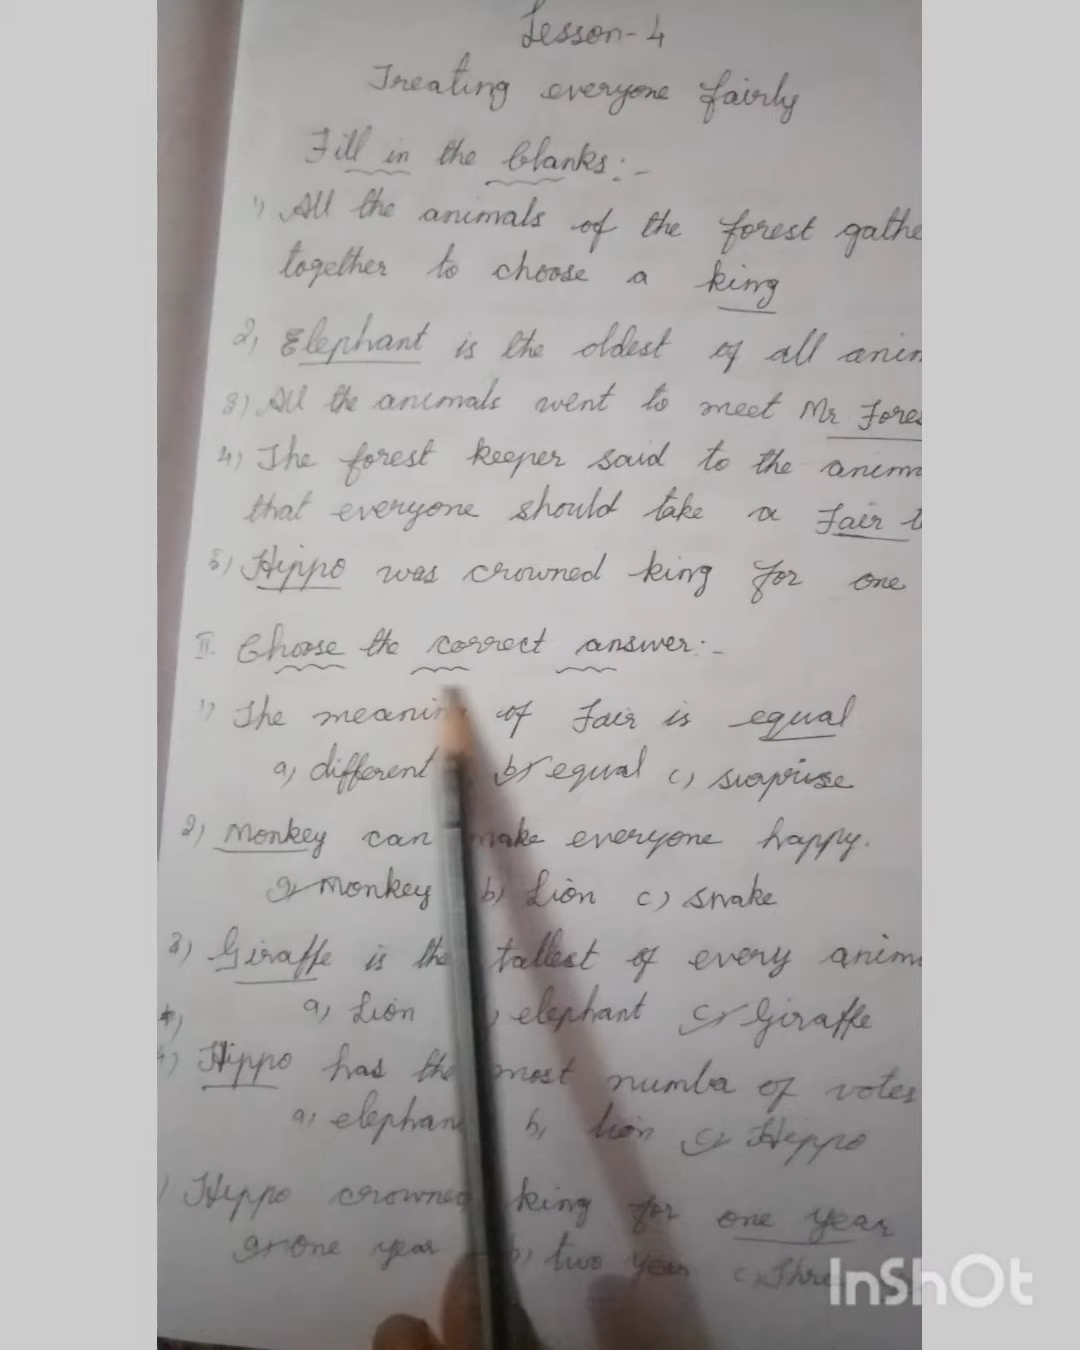 Lesson-4
Treating everyone fairly
Fill in the blanks:-
1) All the animals of the forest gathe
together to choose a king
2, Elephant is the oldest of all anim
3) All the animals went to meet Mr Fores
4) The forest keeper said to the anim
that everyone should take a Fair t
5) Hippo was crowned king for one
II. Choose the correct answer:-
1) The meaning of Fair is equal
a, different b) equal c) surprise
2) Monkey can make everyone happy.
a) Monkey b) Lion c) snake
3) Giraffe is the tallest of every anim
a, Lion , elephant c) Giraffe
4) Hippo has the most numba of votes
a, elephan b, lion c) Hippo
) Hippo crowned king for one year
a) one year b) two year c, Thre
InShOt